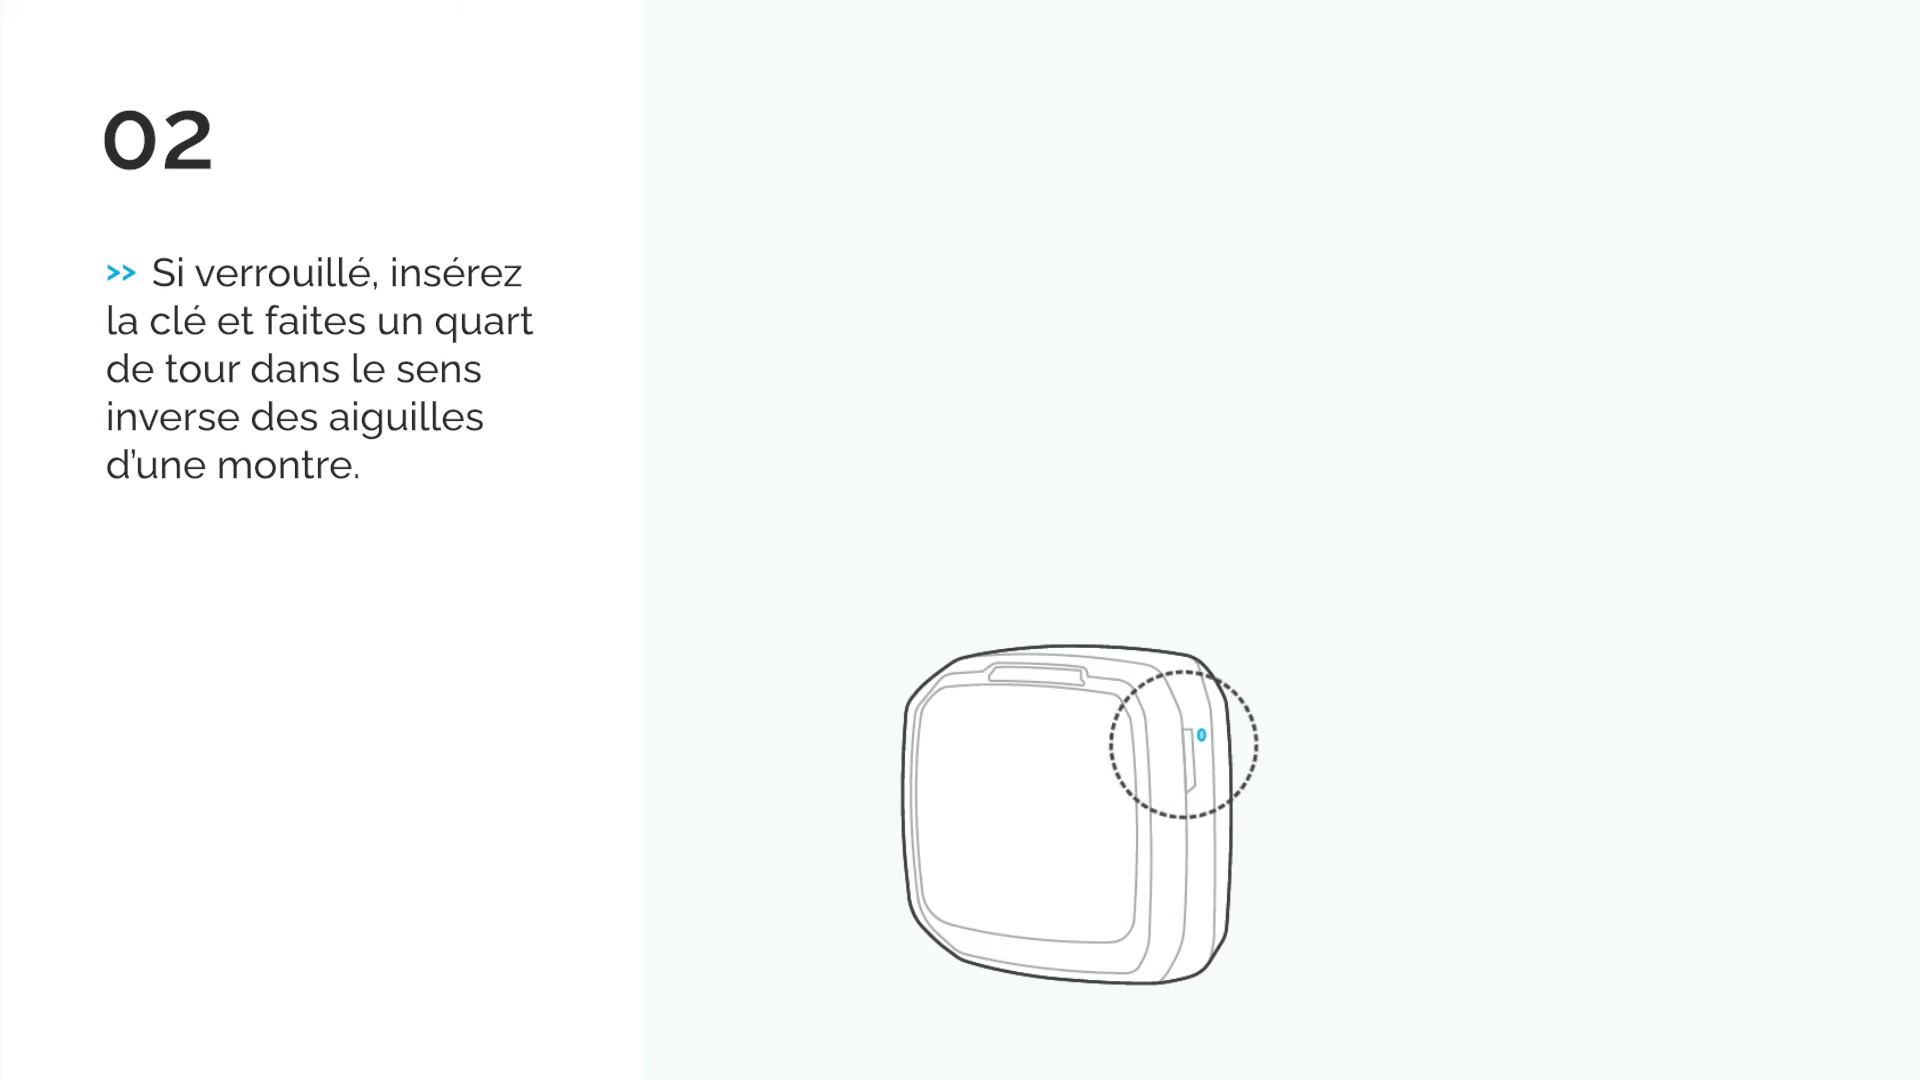 02
>> Si verrouillé, insérez
la clé et faites un quart
de tour dans le sens
inverse des aiguilles
d’une montre.